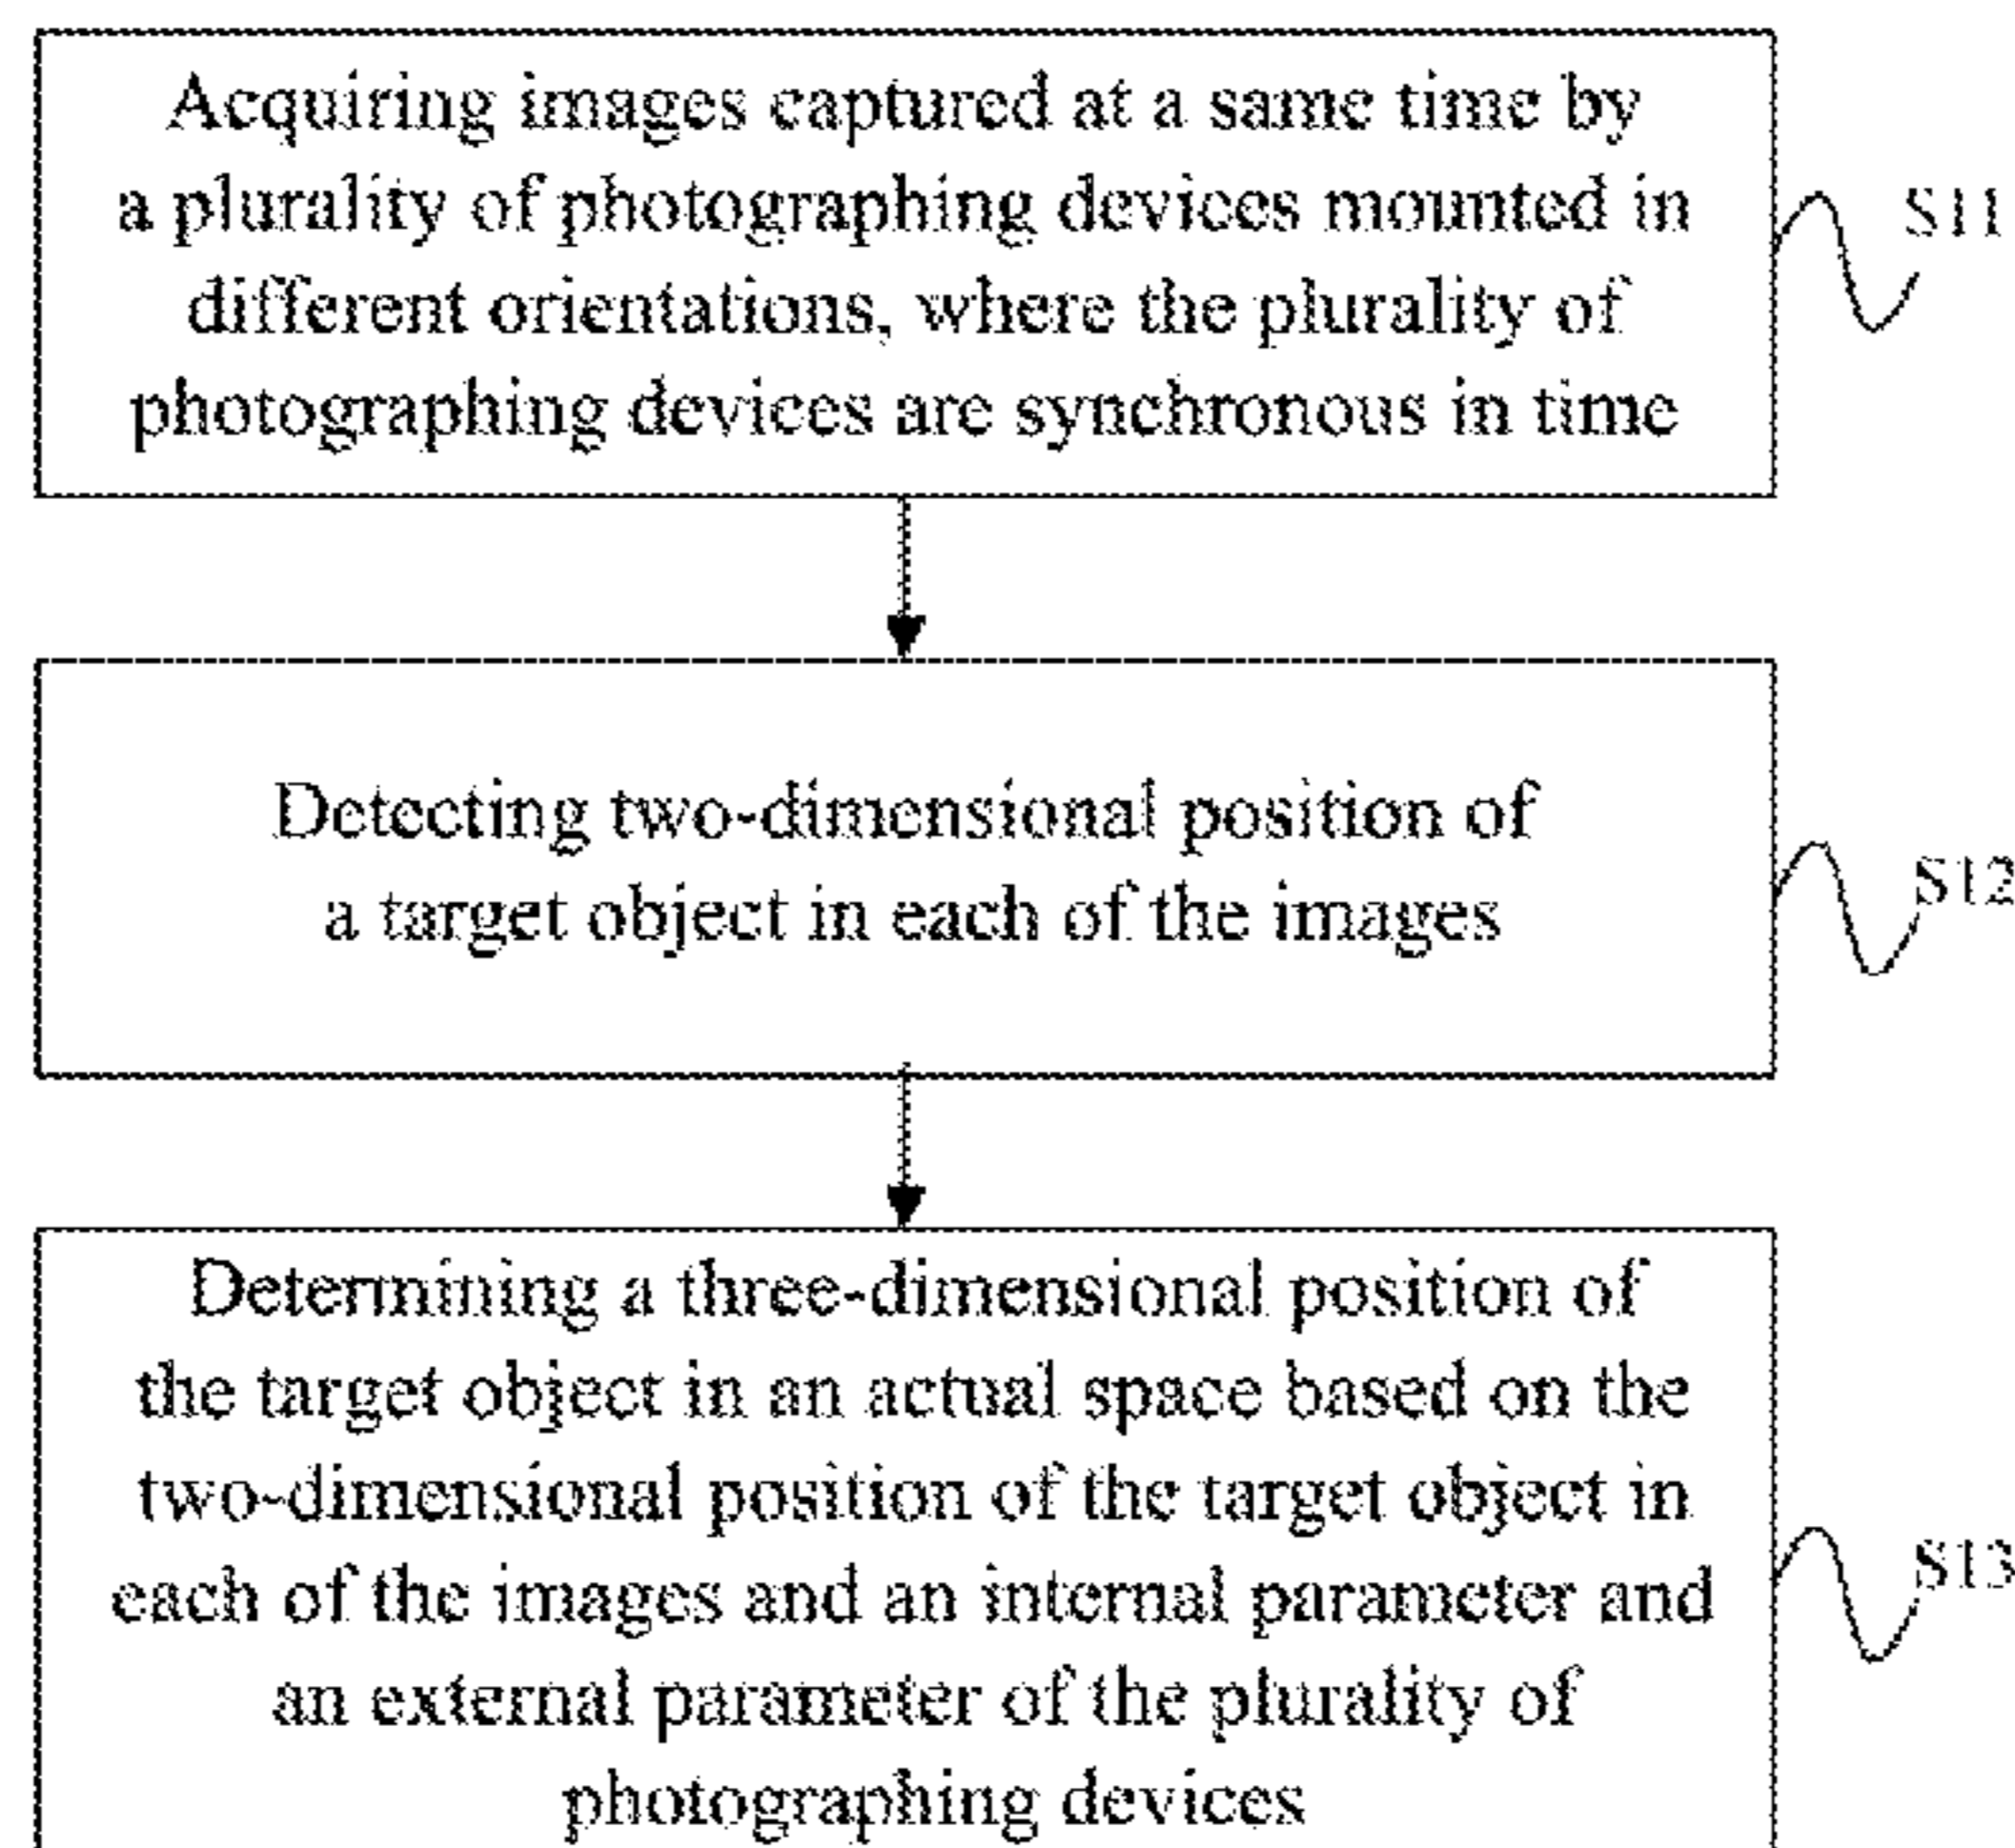 Acquiring images captured at a same time by
a plurality of photographing devices mounted in
different orientations, where the plurality of
photographing devices are synchronous in time
S11
Detecting two-dimensional position of
a target object in each of the images
S12
Determining a three-dimensional position of
the target object in an actual space based on the
two-dimensional position of the target object in
each of the images and an internal parameter and
an external parameter of the plurality of
photographing devices
S13